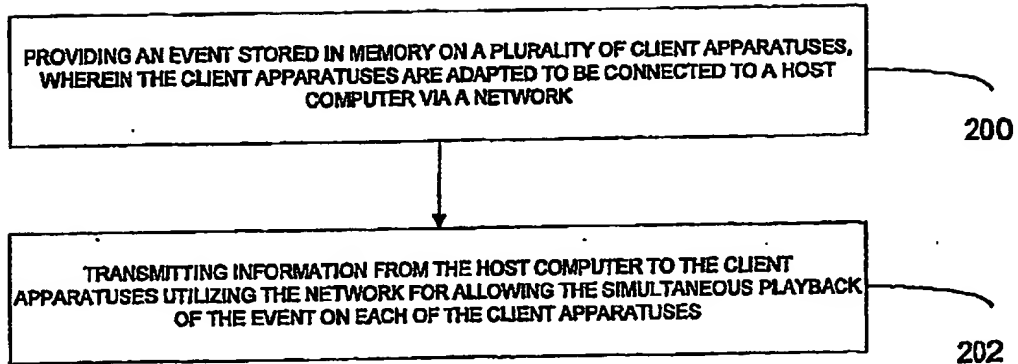 PROVIDING AN EVENT STORED IN MEMORY ON A PLURALITY OF CLIENT APPARATUSES,
WHEREIN THE CLIENT APPARATUSES ARE ADAPTED TO BE CONNECTED TO A HOST
COMPUTER VIA A NETWORK
200
TRANSMITTING INFORMATION FROM THE HOST COMPUTER TO THE CLIENT
APPARATUSES UTILIZING THE NETWORK FOR ALLOWING THE SIMULTANEOUS PLAYBACK
OF THE EVENT ON EACH OF THE CLIENT APPARATUSES
202